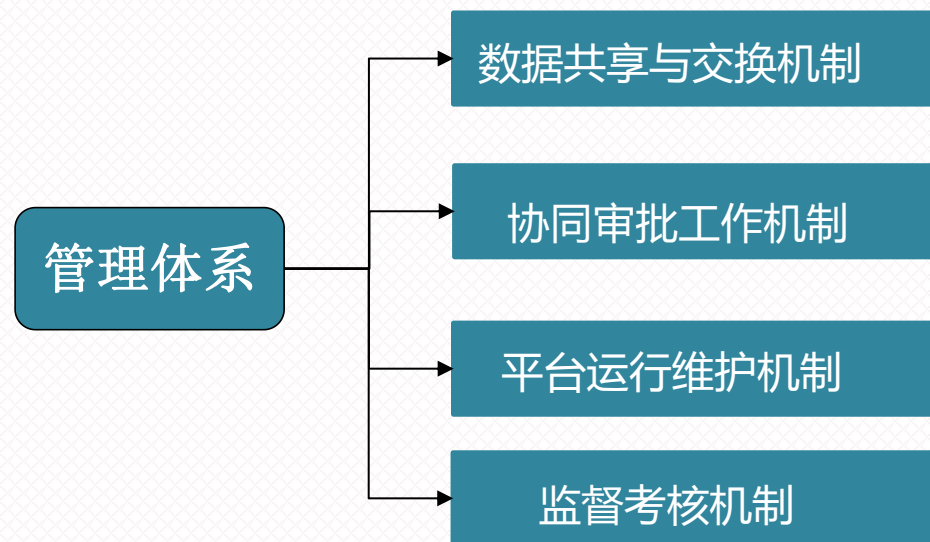 数据共享与交换机制
协同审批工作机制
管理体系
平台运行维护机制
监督考核机制